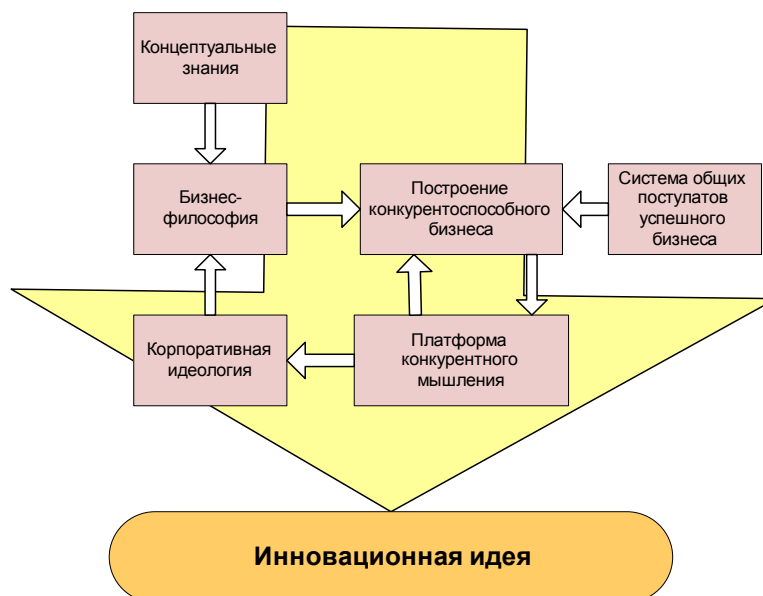 Концептуальные
знания
Бизнес-
философия
Построение
конкурентоспособного
бизнеса
Система общих
постулатов
успешного
бизнеса
Корпоративная
идеология
Платформа
конкурентного
мышления
Инновационная идея